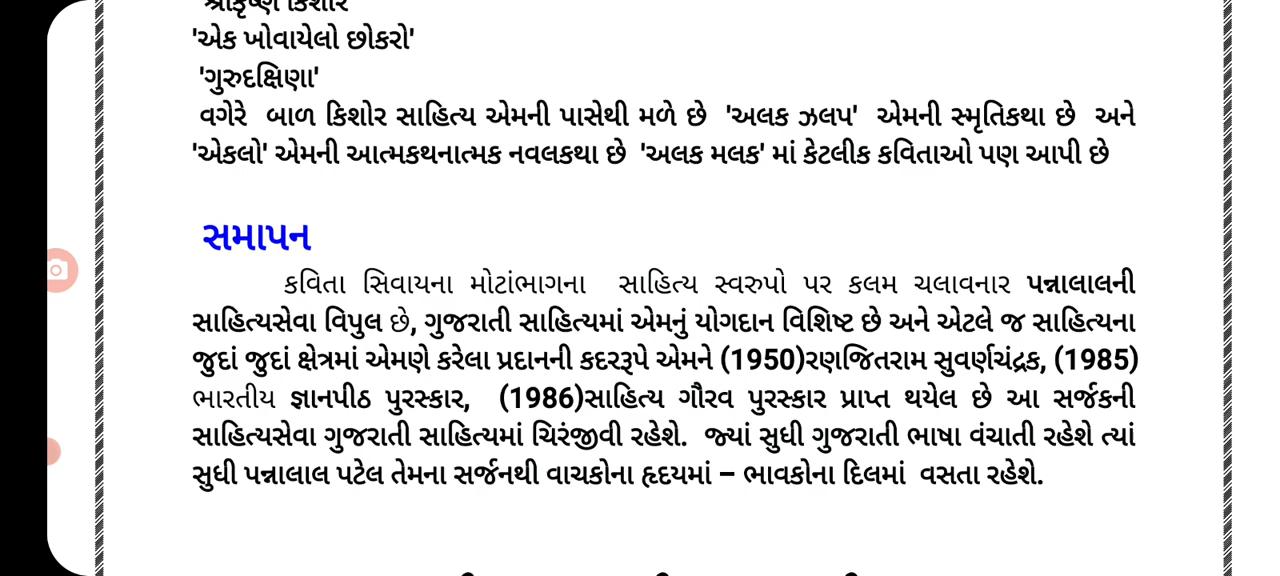 'શ્રીકૃષ્ણ કિશોર'
'એક ખોવાયેલો છોકરો'
'ગુરુદક્ષિણા'
વગેરે બાળ કિશોર સાહિત્ય એમની પાસેથી મળે છે 'અલક ઝલપ' એમની સ્મૃતિકથા છે અને
'એકલો' એમની આત્મકથનાત્મક નવલકથા છે 'અલક મલક' માં કેટલીક કવિતાઓ પણ આપી છે
સમાપન
કવિતા સિવાયના મોટાંભાગના સાહિત્ય સ્વરુપો પર કલમ ચલાવનાર પન્નાલાલની
સાહિત્યસેવા વિપુલ છે, ગુજરાતી સાહિત્યમાં એમનું યોગદાન વિશિષ્ટ છે અને એટલે જ સાહિત્યના
જુદાં જુદાં ક્ષેત્રમાં એમણે કરેલા પ્રદાનની કદરરૂપે એમને (1950)રણજિતરામ સુવર્ણચંદ્રક, (1985)
ભારતીય જ્ઞાનપીઠ પુરસ્કાર, (1986)સાહિત્ય ગૌરવ પુરસ્કાર પ્રાપ્ત થયેલ છે આ સર્જકની
સાહિત્યસેવા ગુજરાતી સાહિત્યમાં ચિરંજીવી રહેશે. જ્યાં સુધી ગુજરાતી ભાષા વંચાતી રહેશે ત્યાં
સુધી પન્નાલાલ પટેલ તેમના સર્જનથી વાચકોના હૃદયમાં – ભાવકોના દિલમાં વસતા રહેશે.